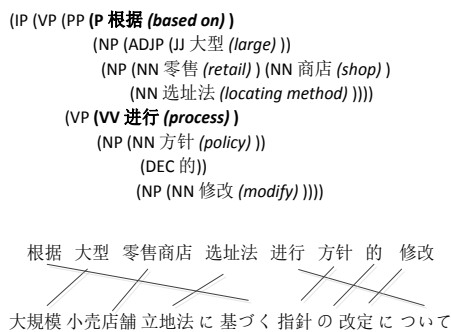 (IP (VP (PP (P 根据 (based on) )
(NP (ADJP (JJ 大型 (large) ))
(NP (NN 零售 (retail) ) (NN 商店 (shop) )
(NN 选址法 (locating method) ))))
(VP (VV 进行 (process) )
(NP (NN 方针 (policy) ))
(DEC 的))
(NP (NN 修改 (modify) ))))
根据 大型 零售商店 选址法 进行 方针 的 修改
大規模 小売店舗 立地法 に 基づく 指針 の 改定 に ついて